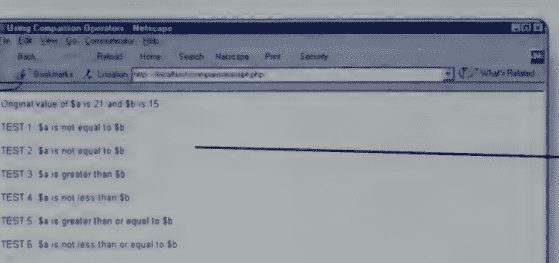 Using Comparison Operators - Netscape
File Edit View Go Communicator Help
Back Reload Home Search Netscape Print Security
Bookmarks Location http What's Related
Original value of $a is 21 and $b is 15
TEST 1 $a is not equal to $b
TEST 2 $a is not equal to $b
TEST 3 $a is greater than $b
TEST 4 $a is not less than $b
TEST 5 $a is greater than or equal to $b
TEST 6 $a is not less than or equal to $b